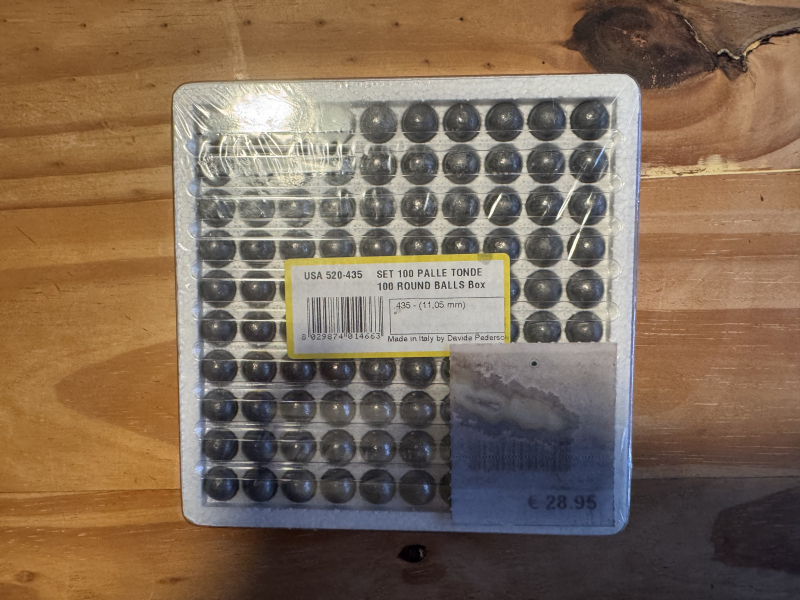 USA 520-435 SET 100 PALLE TONDE
100 ROUND BALLS Box
.435 - (11,05 mm)
8 029874 014663
Made in Italy by Davide Pederso
€ 28.95